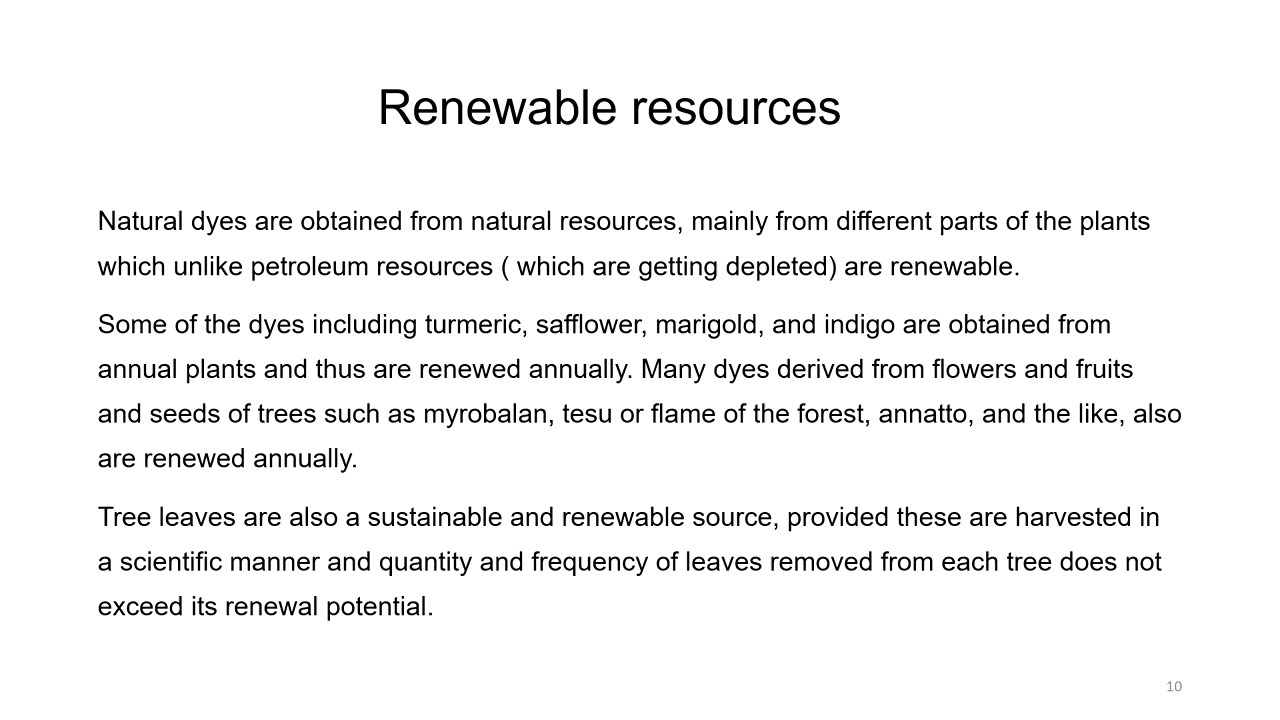 Renewable resources
Natural dyes are obtained from natural resources, mainly from different parts of the plants
which unlike petroleum resources ( which are getting depleted) are renewable.
Some of the dyes including turmeric, safflower, marigold, and indigo are obtained from
annual plants and thus are renewed annually. Many dyes derived from flowers and fruits
and seeds of trees such as myrobalan, tesu or flame of the forest, annatto, and the like, also
are renewed annually.
Tree leaves are also a sustainable and renewable source, provided these are harvested in
a scientific manner and quantity and frequency of leaves removed from each tree does not
exceed its renewal potential.
10